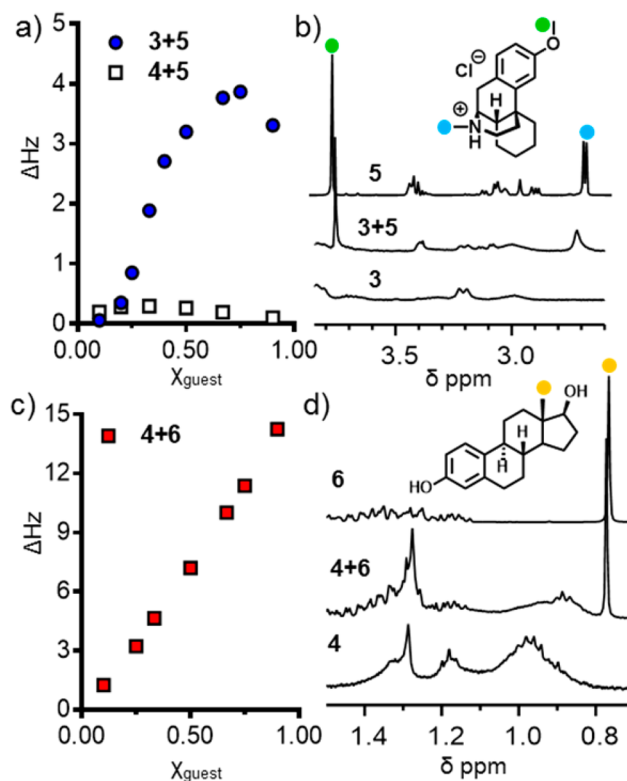 a)
3+5
4+5
ΔHz
5
4
3
2
1
0
0.00
0.50
1.00
χguest
b)
Cl⊖
O
H
⊕
N
H
5
3+5
3
3.5
3.0
δ ppm
c)
4+6
ΔHz
15
12
9
6
3
0
0.00
0.50
1.00
χguest
d)
OH
H
H
H
HO
6
4+6
4
1.4
1.2
1.0
0.8
δ ppm